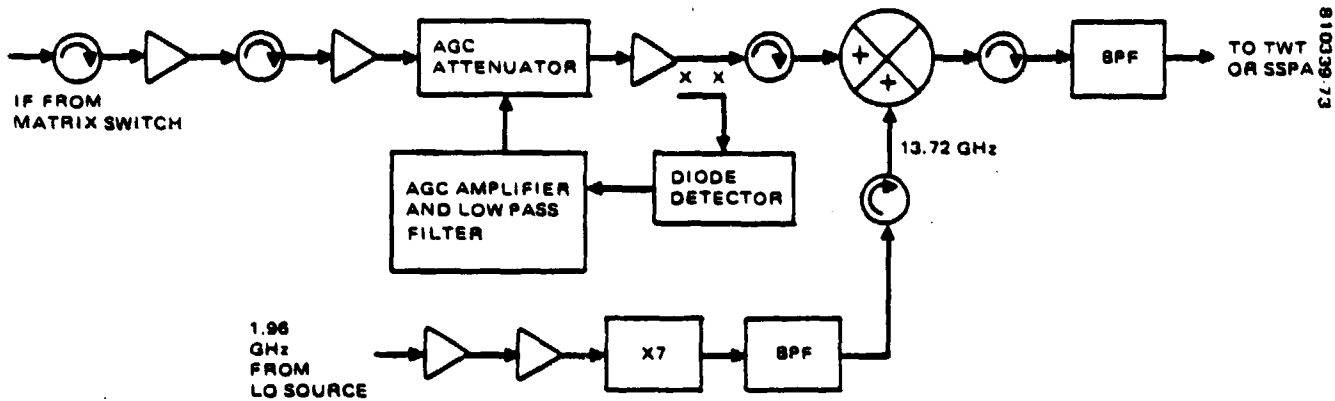 AGC
ATTENUATOR
x x
+
+
BPF
TO TWT
OR SSPA
810339-73
IF FROM
MATRIX SWITCH
13.72 GHz
AGC AMPLIFIER
AND LOW PASS
FILTER
DIODE
DETECTOR
1.96
GHz
FROM
LO SOURCE
X7
BPF